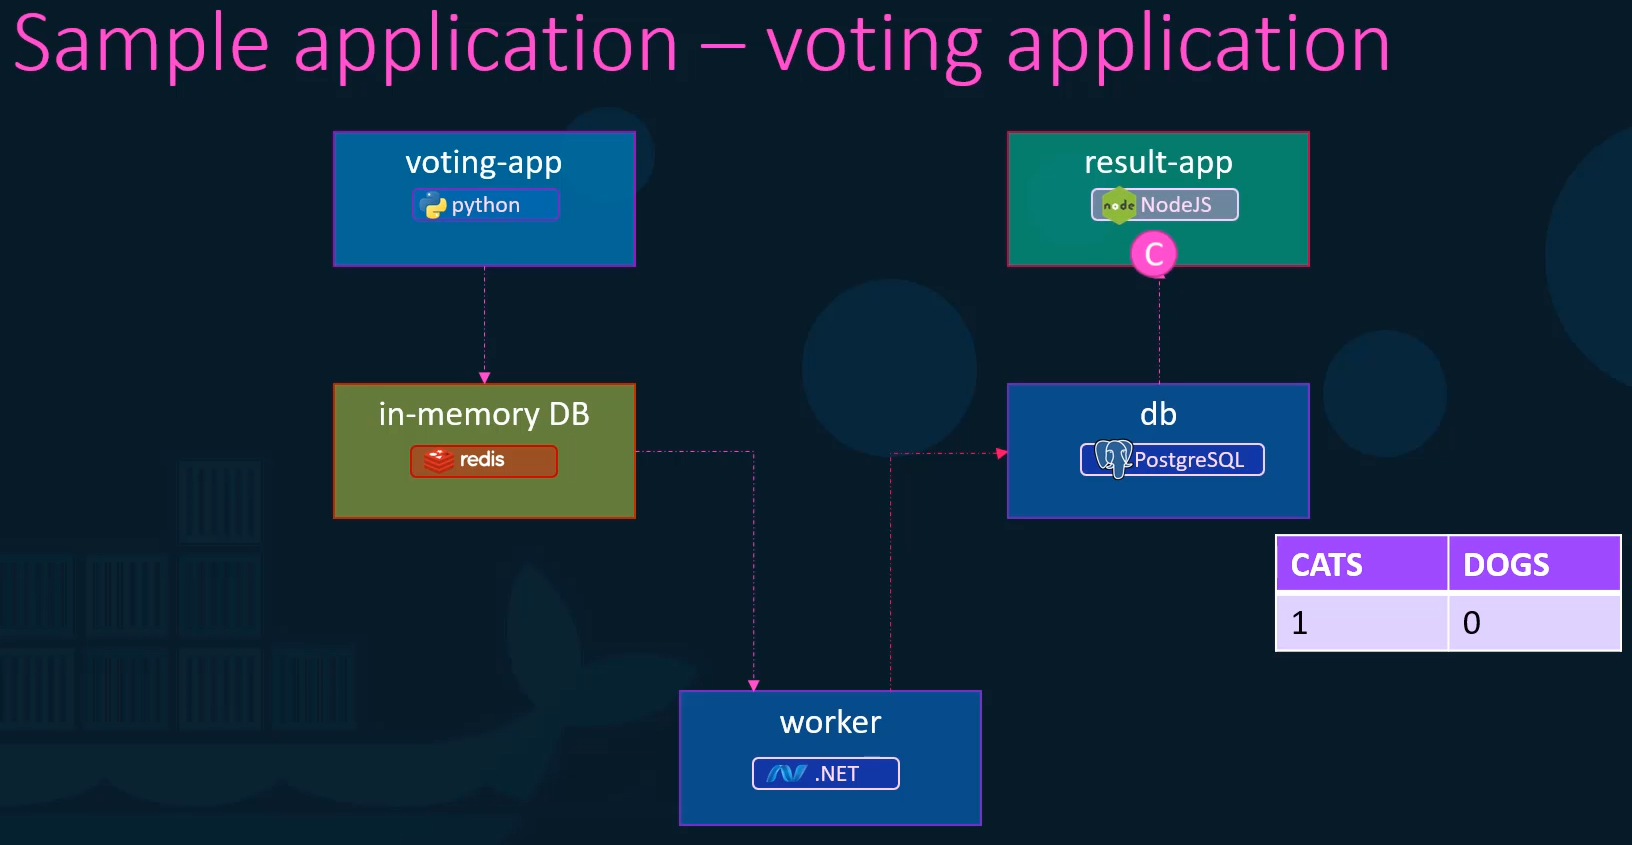 Sample application – voting application
voting-app
python
result-app
node NodeJS
C
in-memory DB
redis
db
PostgreSQL
CATS DOGS
1 0
worker
.NET